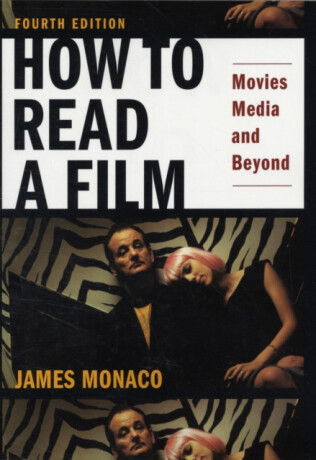 FOURTH EDITION
HOW TO
READ
A FILM
Movies
Media
and
Beyond
JAMES MONACO